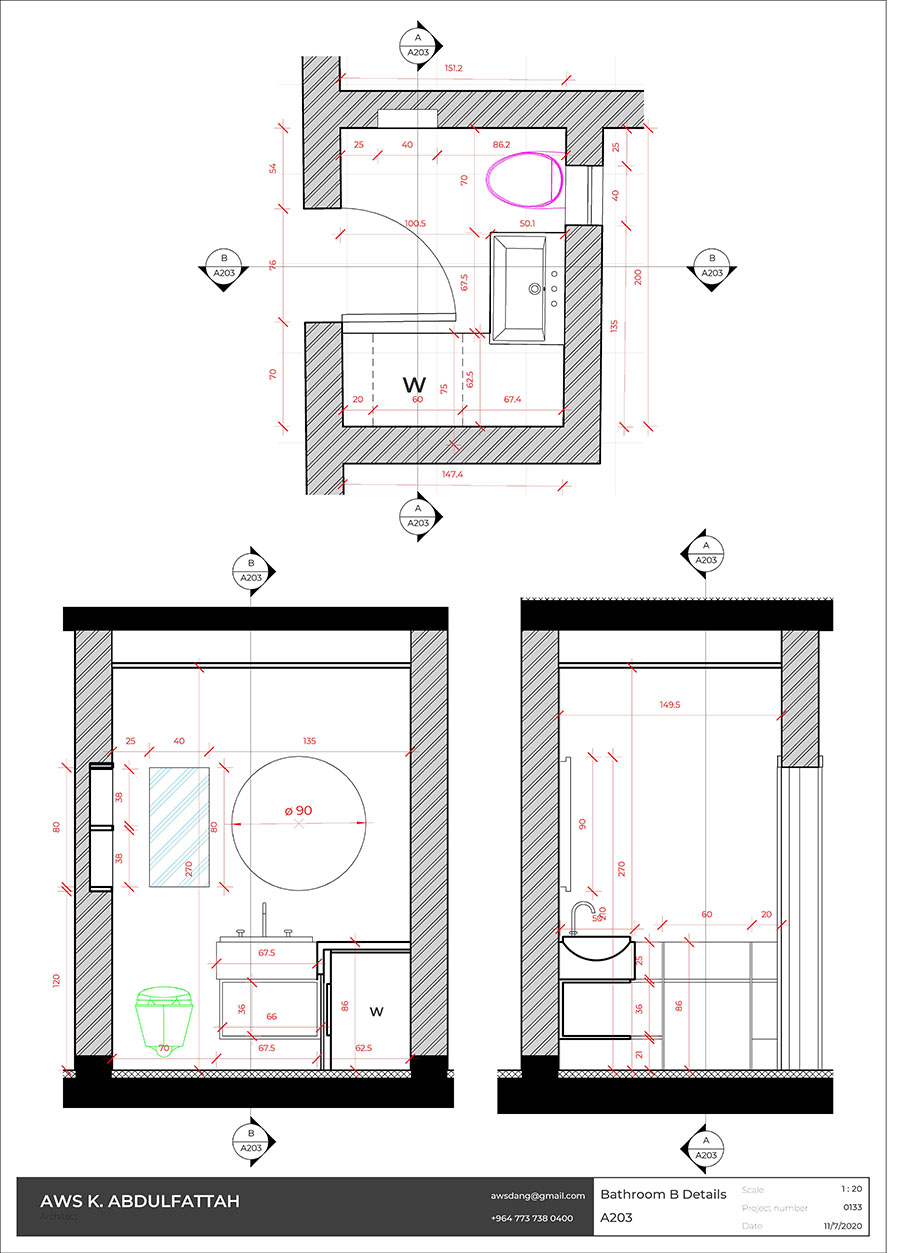 A
A203
151.2
25
40
86.2
25
54
70
40
100.5
50.1
B
A203
76
67.5
200
B
A203
135
70
W
75
62.5
20
60
67.4
147.4
A
A203
B
A203
A
A203
149.5
25
40
135
38
80
ø 90
80
90
38
270
270
60
20
67.5
25
120
36
66
86
W
36
86
70
67.5
62.5
21
B
A203
A
A203
AWS K. ABDULFATTAH
Architect
awsdang@gmail.com
+964 773 738 0400
Bathroom B Details
A203
Scale 1 : 20
Project number 0133
Date 11/7/2020